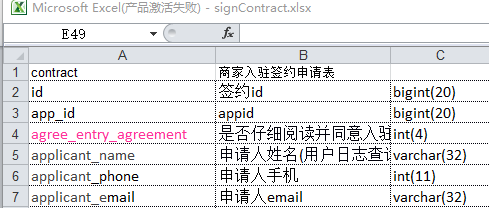 Microsoft Excel(产品激活失败) - signContract.xlsx
E49 fx
A B C
1 contract 商家入驻签约申请表
2 id 签约id bigint(20)
3 app_id appid bigint(20)
4 agree_entry_agreement 是否仔细阅读并同意入驻 int(4)
5 applicant_name 申请人姓名(用户日志查询 varchar(32)
6 applicant_phone 申请人手机 int(11)
7 applicant_email 申请人email varchar(32)